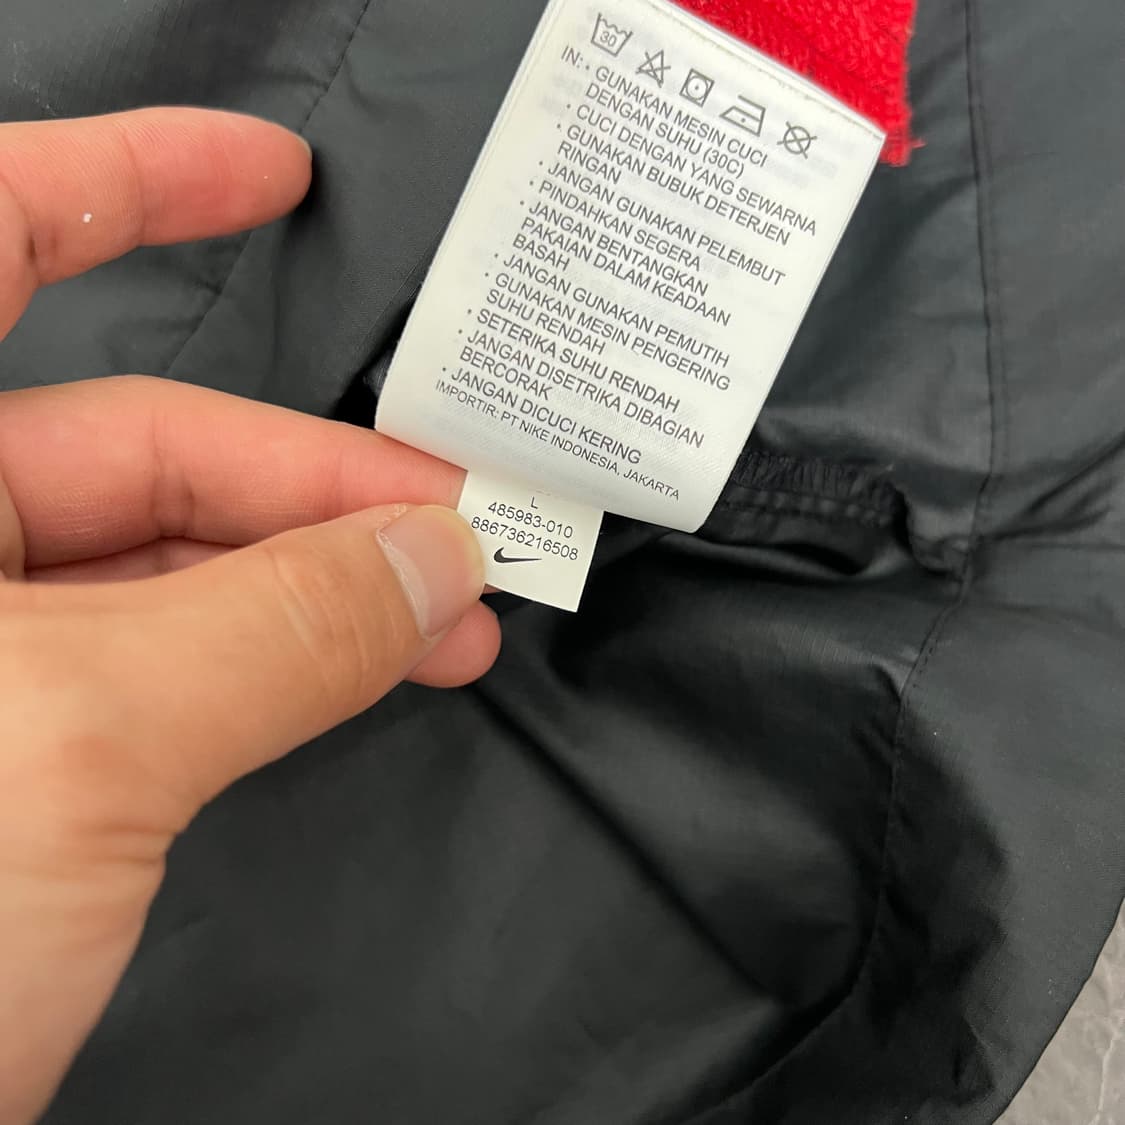 30
IN: • GUNAKAN MESIN CUCI
DENGAN SUHU (30C)
• CUCI DENGAN YANG SEWARNA
• GUNAKAN BUBUK DETERJEN
RINGAN
• JANGAN GUNAKAN PELEMBUT
• PINDAHKAN SEGERA
• JANGAN BENTANGKAN
PAKAIAN DALAM KEADAAN
BASAH
• JANGAN GUNAKAN PEMUTIH
• GUNAKAN MESIN PENGERING
SUHU RENDAH
• SETERIKA SUHU RENDAH
• JANGAN DISETRIKA DIBAGIAN
BERCORAK
• JANGAN DICUCI KERING
IMPORTIR: PT NIKE INDONESIA, JAKARTA
L
485983-010
886736216508